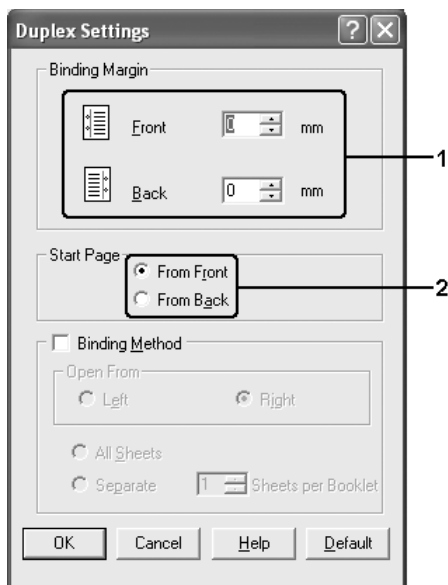 Duplex Settings
Binding Margin
Front 0 mm
1
Back 0 mm
Start Page
From Front
From Back
2
Binding Method
Open From
Left Right
All Sheets
Separate 1 Sheets per Booklet
OK Cancel Help Default